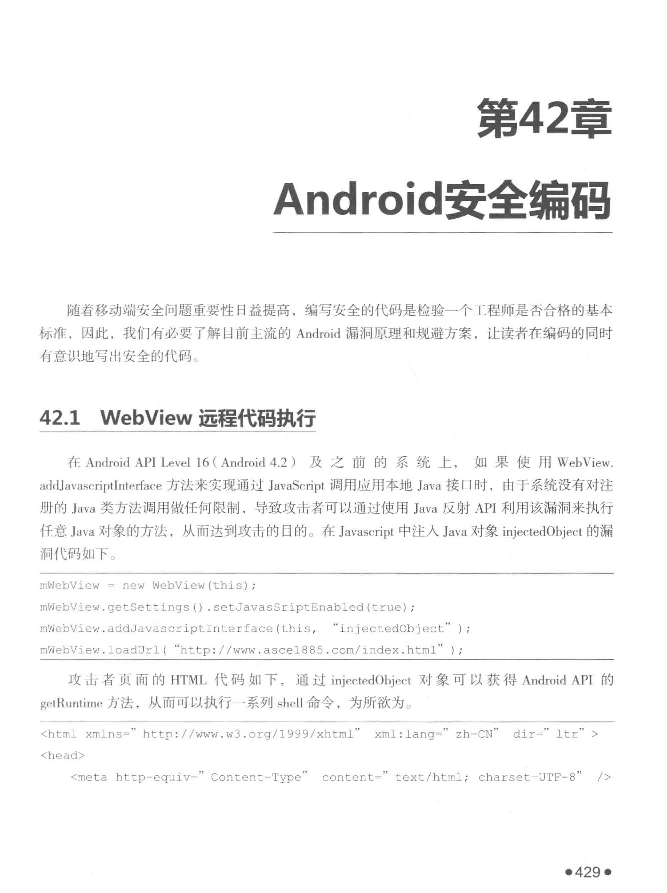 第42章
Android安全编码
随着移动端安全问题重要性日益提高，编写安全的代码是检验一个工程师是否合格的基本
标准，因此，我们有必要了解目前主流的 Android 漏洞原理和规避方案，让读者在编码的同时
有意识地写出安全的代码。
42.1 WebView 远程代码执行
在 Android API Level 16（Android 4.2） 及 之 前 的 系 统 上， 如 果 使 用 WebView.
addJavascriptInterface 方法来实现通过 JavaScript 调用应用本地 Java 接口时，由于系统没有对注
册的 Java 类方法调用做任何限制，导致攻击者可以通过使用 Java 反射 API 利用该漏洞来执行
任意 Java 对象的方法，从而达到攻击的目的。在 Javascript 中注入 Java 对象 injectedObject 的漏
洞代码如下。
mWebView = new WebView(this);
mWebView.getSettings().setJavasSriptEnabled(true);
mWebView.addJavascriptInterface(this, “injectedObject”);
mWebView.loadUrl(“http://www.ascel885.com/index.html”);
攻击者页面的 HTML 代码如下，通过 injectedObject 对象可以获得 Android API 的
getRuntime 方法，从而可以执行一系列 shell 命令，为所欲为。
<html xmlns=” http://www.w3.org/1999/xhtml” xml:lang=” zh-CN” dir=” ltr” >
<head>
<meta http-equiv=” Content-Type” content=” text/html; charset=UTF-8” />
●429●